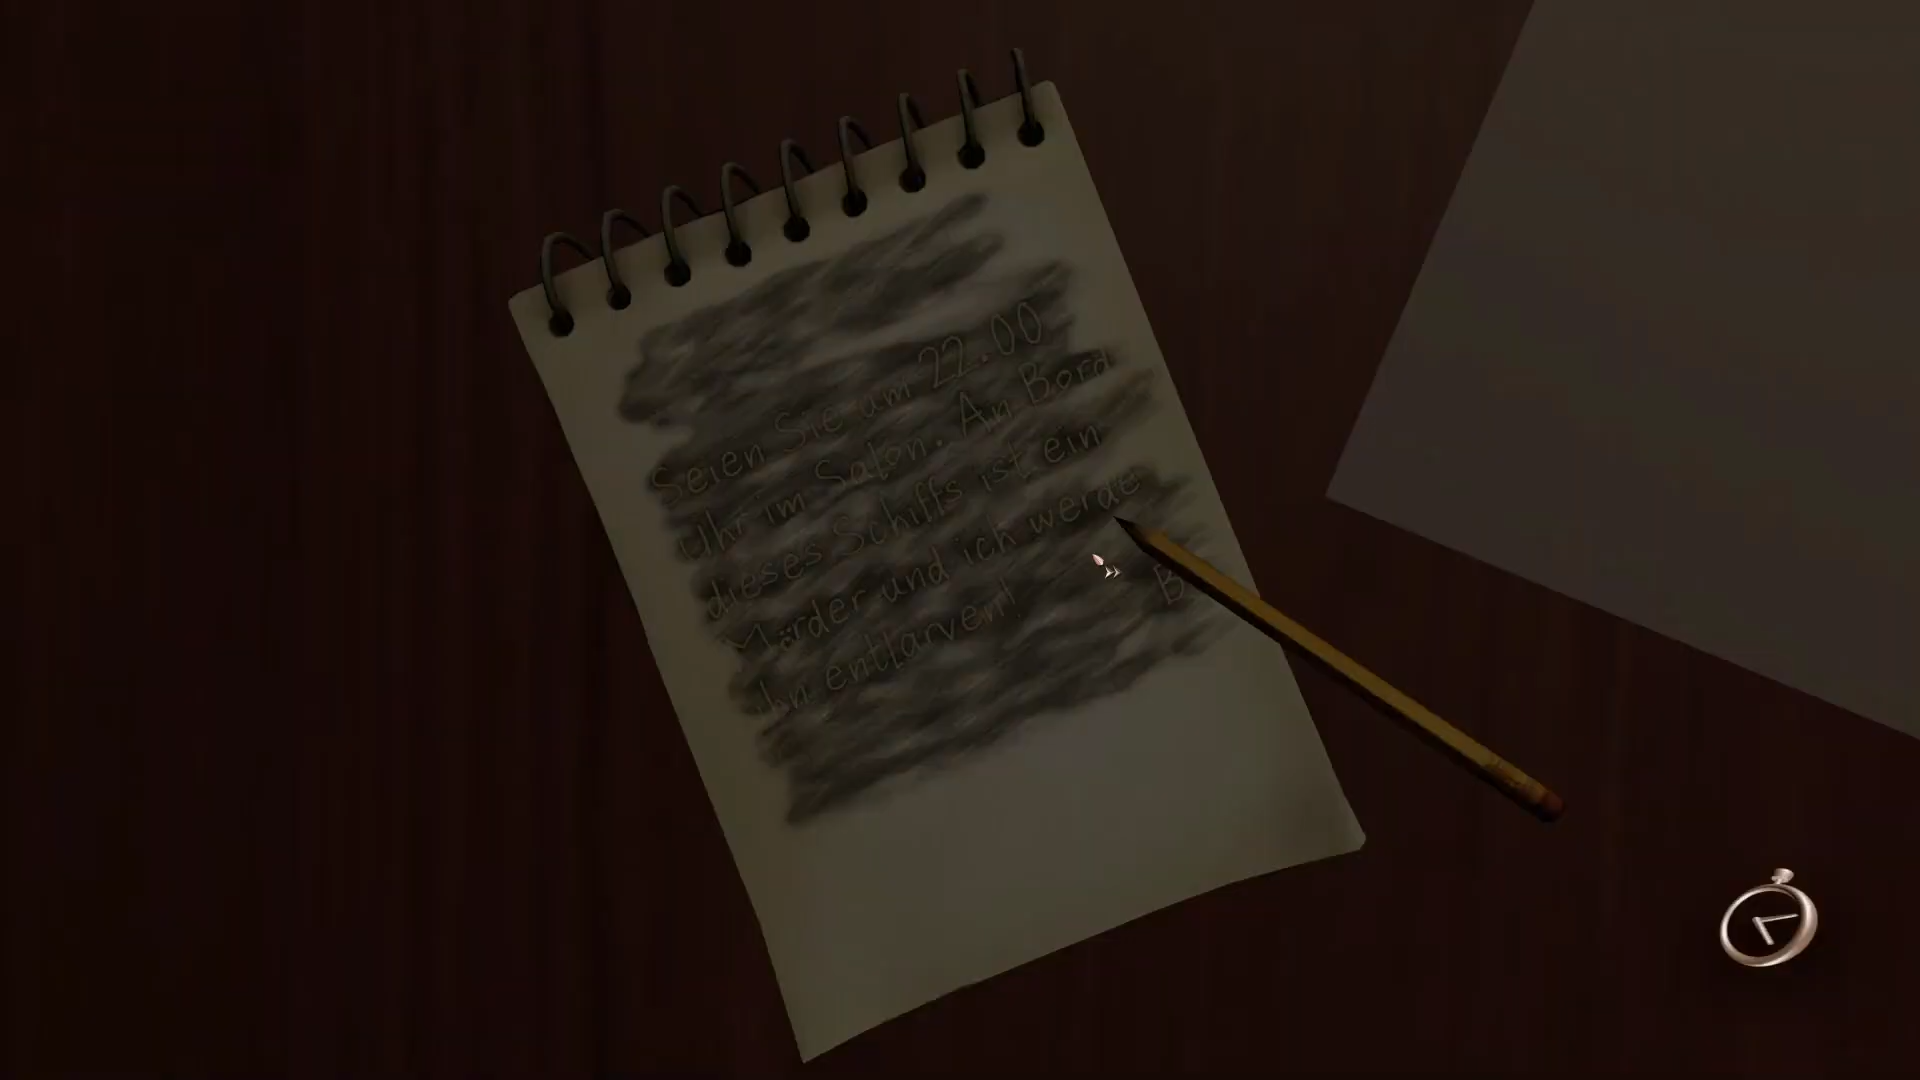 Seien Sie um 22.00
Uhr im Salon. An Bord
dieses Schiffs ist ein
Mörder und ich werde
ihn entlarven!
B